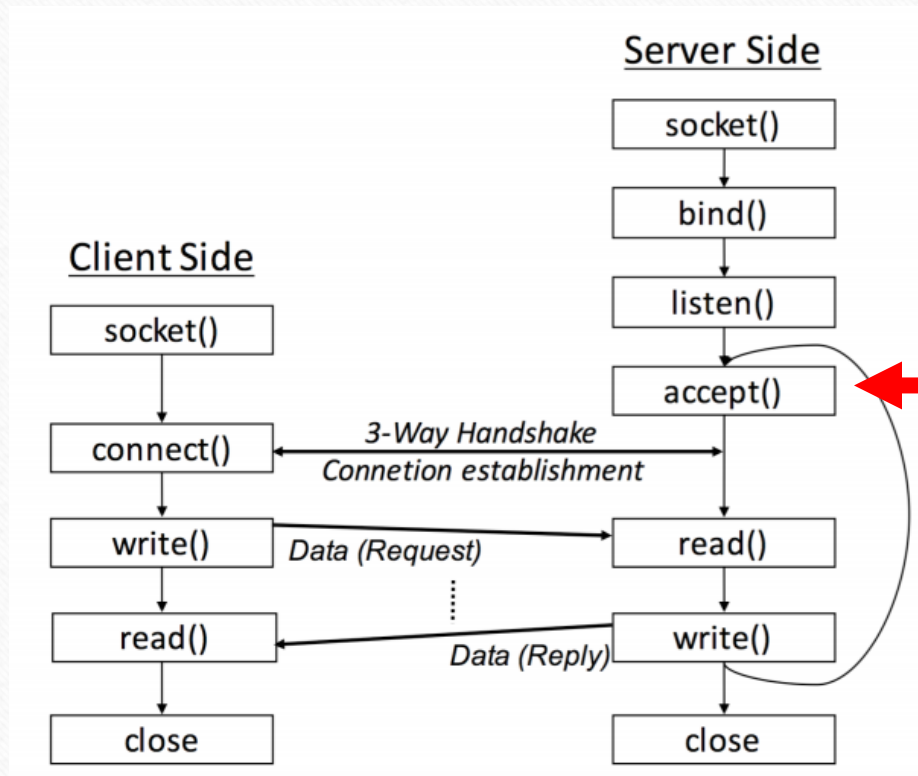 Server Side
socket()
bind()
Client Side
listen()
socket()
accept()
3-Way Handshake
connect()
Connetion establishment
write()
Data (Request)
read()
read()
Data (Reply)
write()
close
close